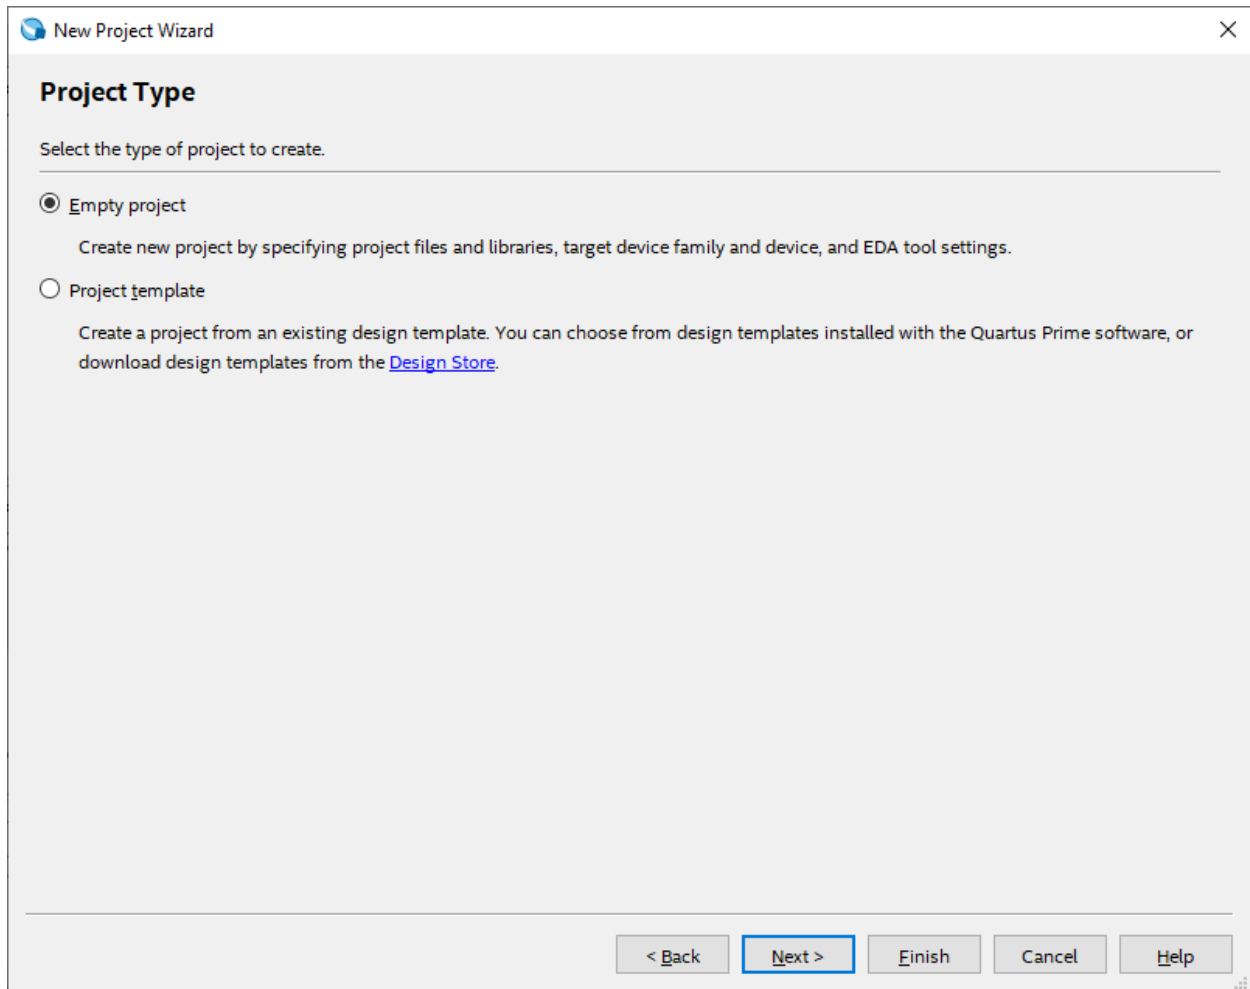 New Project Wizard
Project Type
Select the type of project to create.
Empty project
Create new project by specifying project files and libraries, target device family and device, and EDA tool settings.
Project template
Create a project from an existing design template. You can choose from design templates installed with the Quartus Prime software, or
download design templates from the Design Store.
< Back Next > Finish Cancel Help